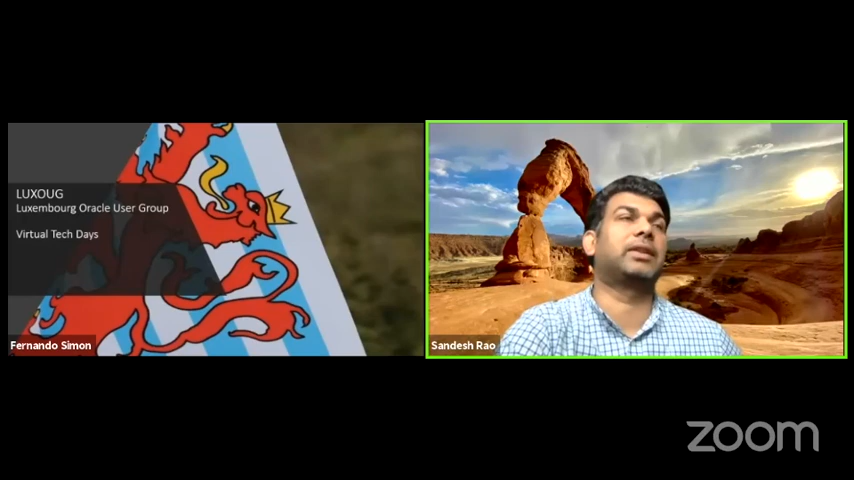 LUXOUG
Luxembourg Oracle User Group
Virtual Tech Days
Fernando Simon
Sandesh Rao
zoom